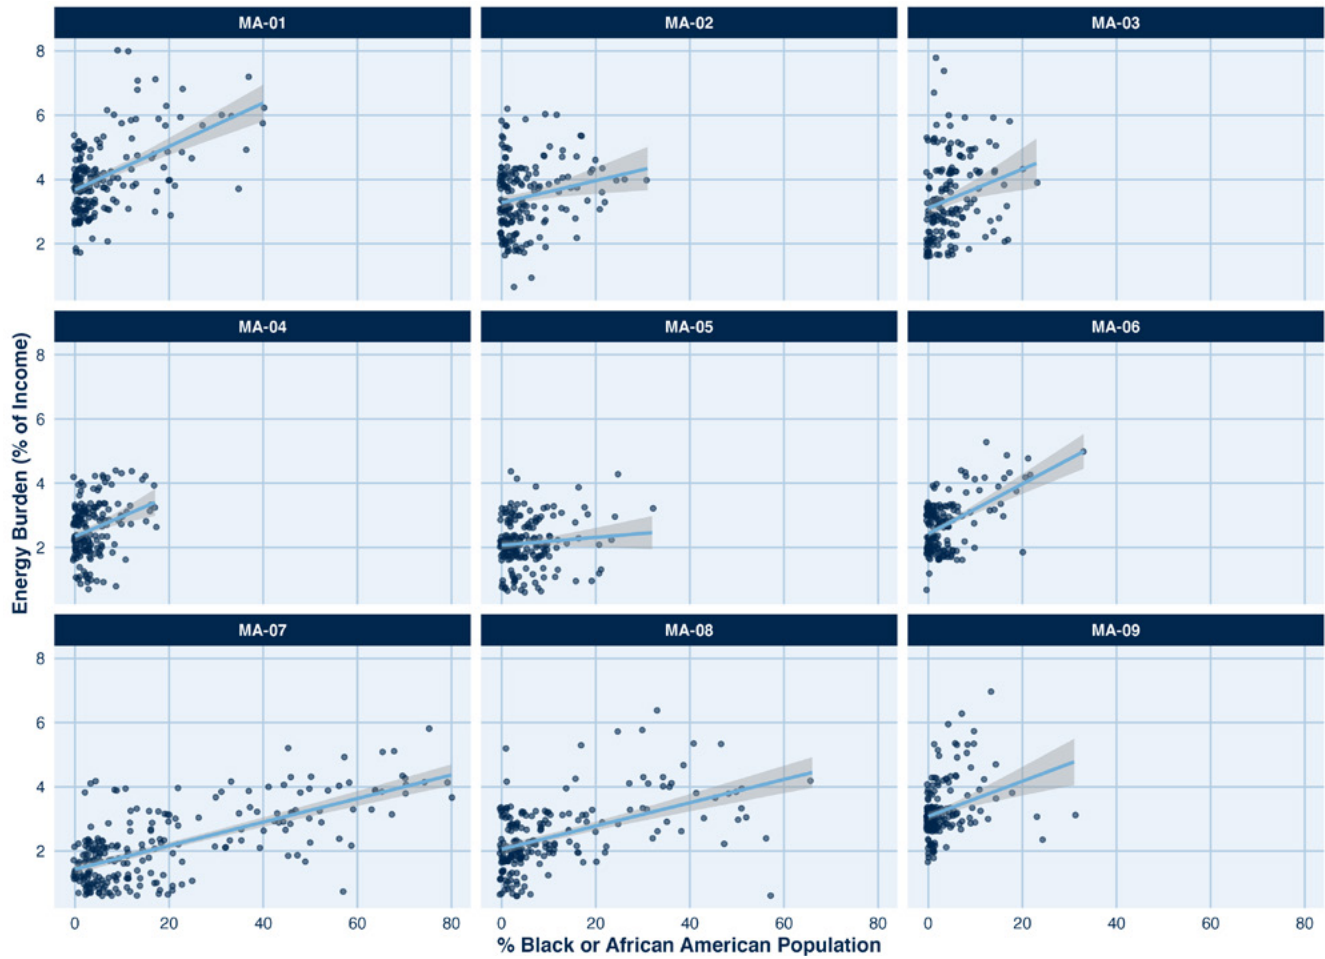 MA-01 MA-02 MA-03
8
6
4
2
0 20 40 60 80 0 20 40 60 80 0 20 40 60 80
MA-04 MA-05 MA-06
8
6
4
2
Energy Burden (% of Income)
MA-07 MA-08 MA-09
8
6
4
2
% Black or African American Population